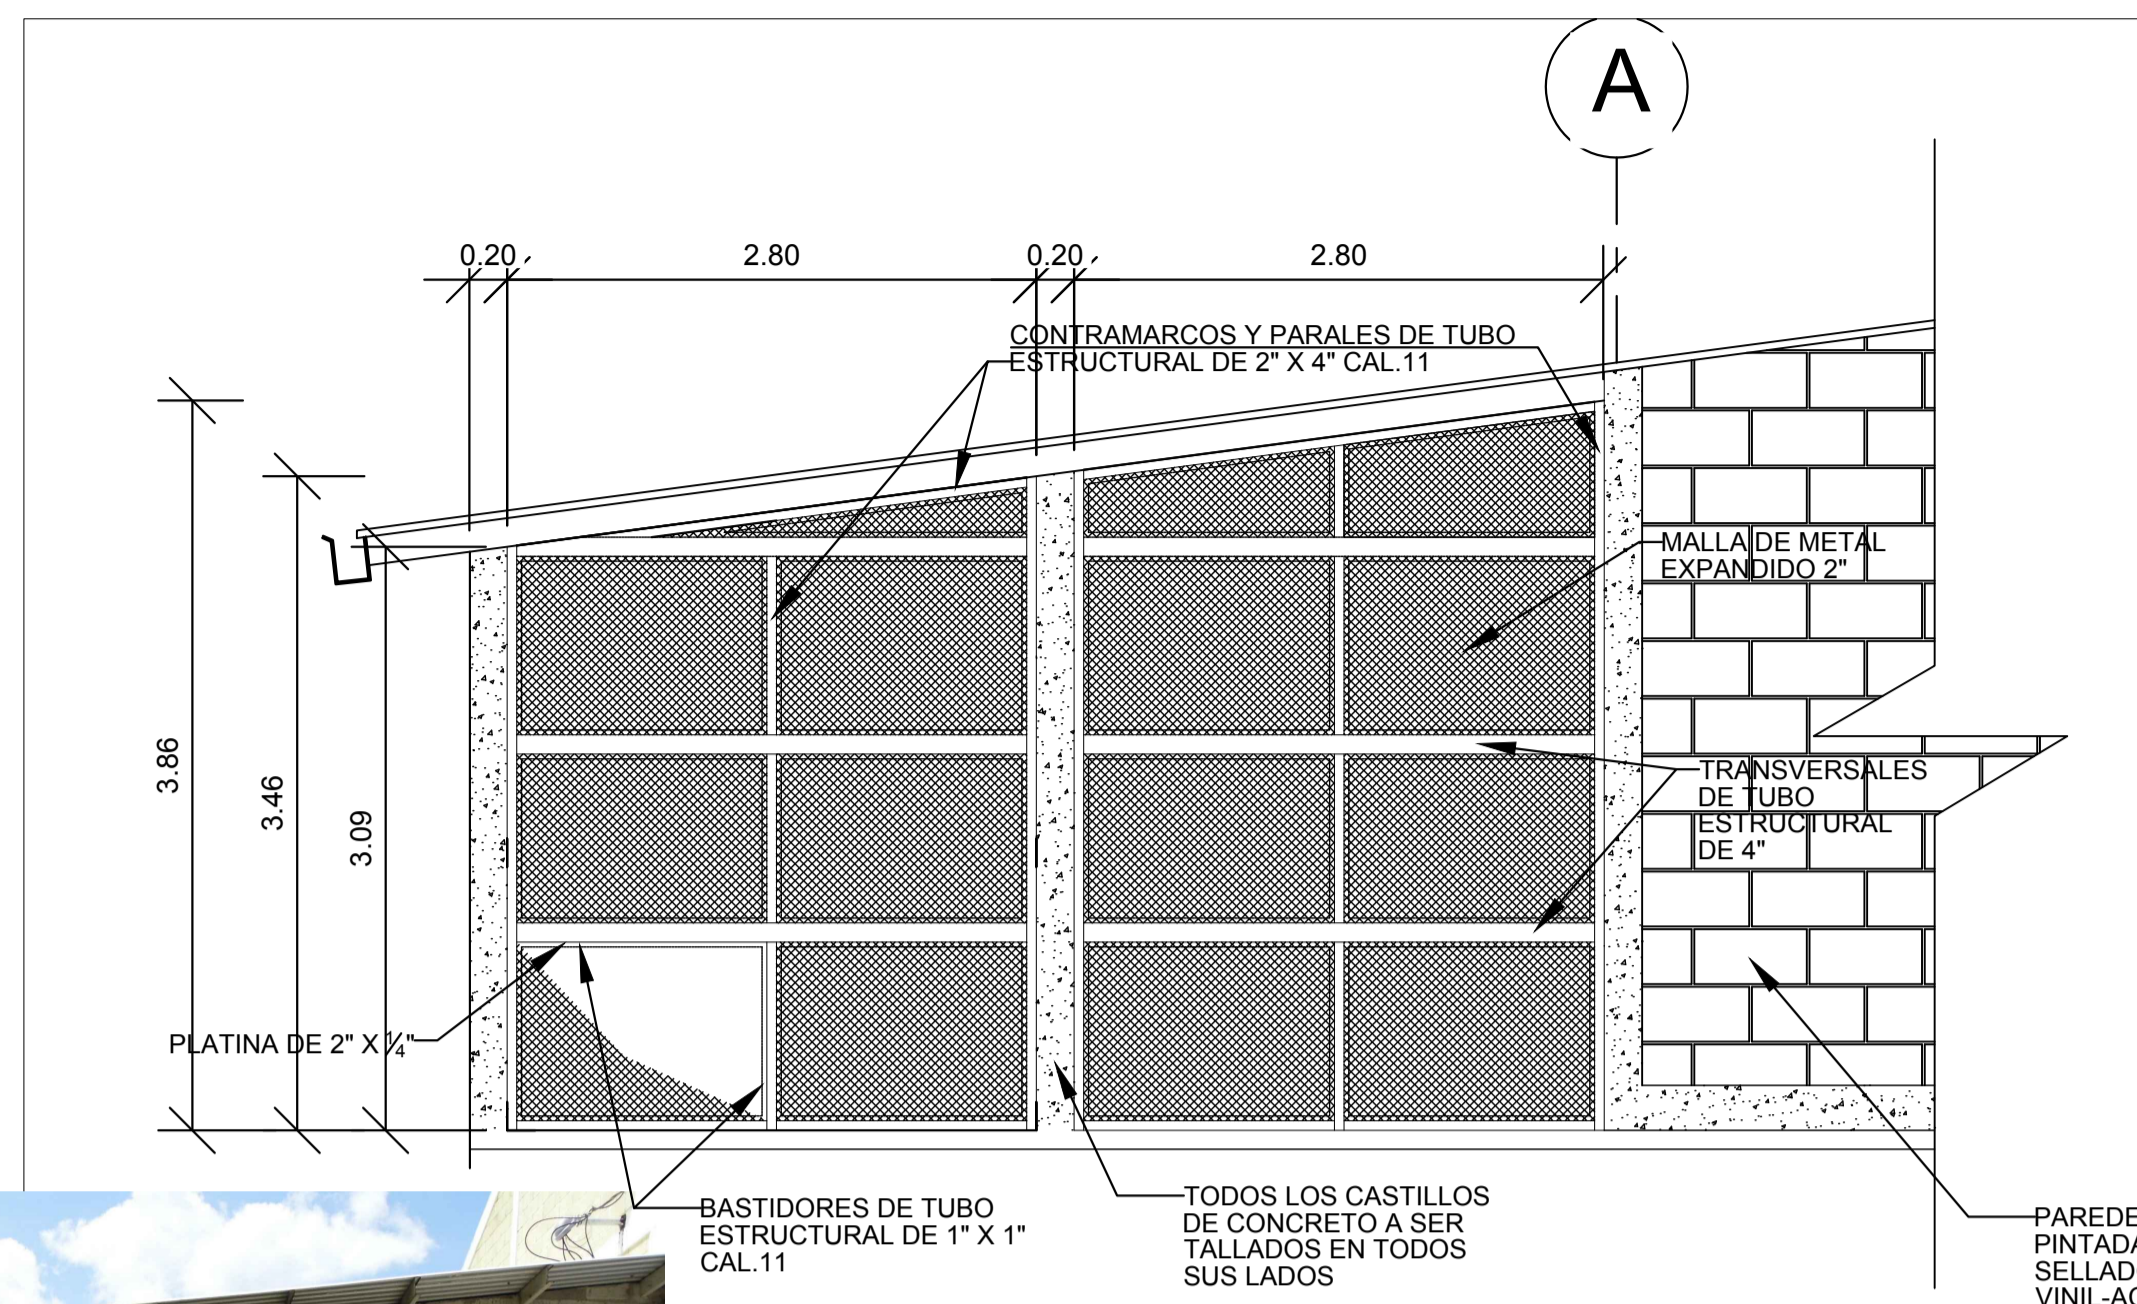 A
0.20
2.80
0.20
2.80
CONTRAMARCOS Y PARALES DE TUBO
ESTRUCTURAL DE 2" X 4" CAL.11
3.86
3.46
3.09
MALLA DE METAL
EXPANDIDO 2"
TRANSVERSALES
DE TUBO
ESTRUCTURAL
DE 4"
PLATINA DE 2" X ¼"
BASTIDORES DE TUBO
ESTRUCTURAL DE 1" X 1"
CAL.11
TODOS LOS CASTILLOS
DE CONCRETO A SER
TALLADOS EN TODOS
SUS LADOS
PAREDE
PINTADA